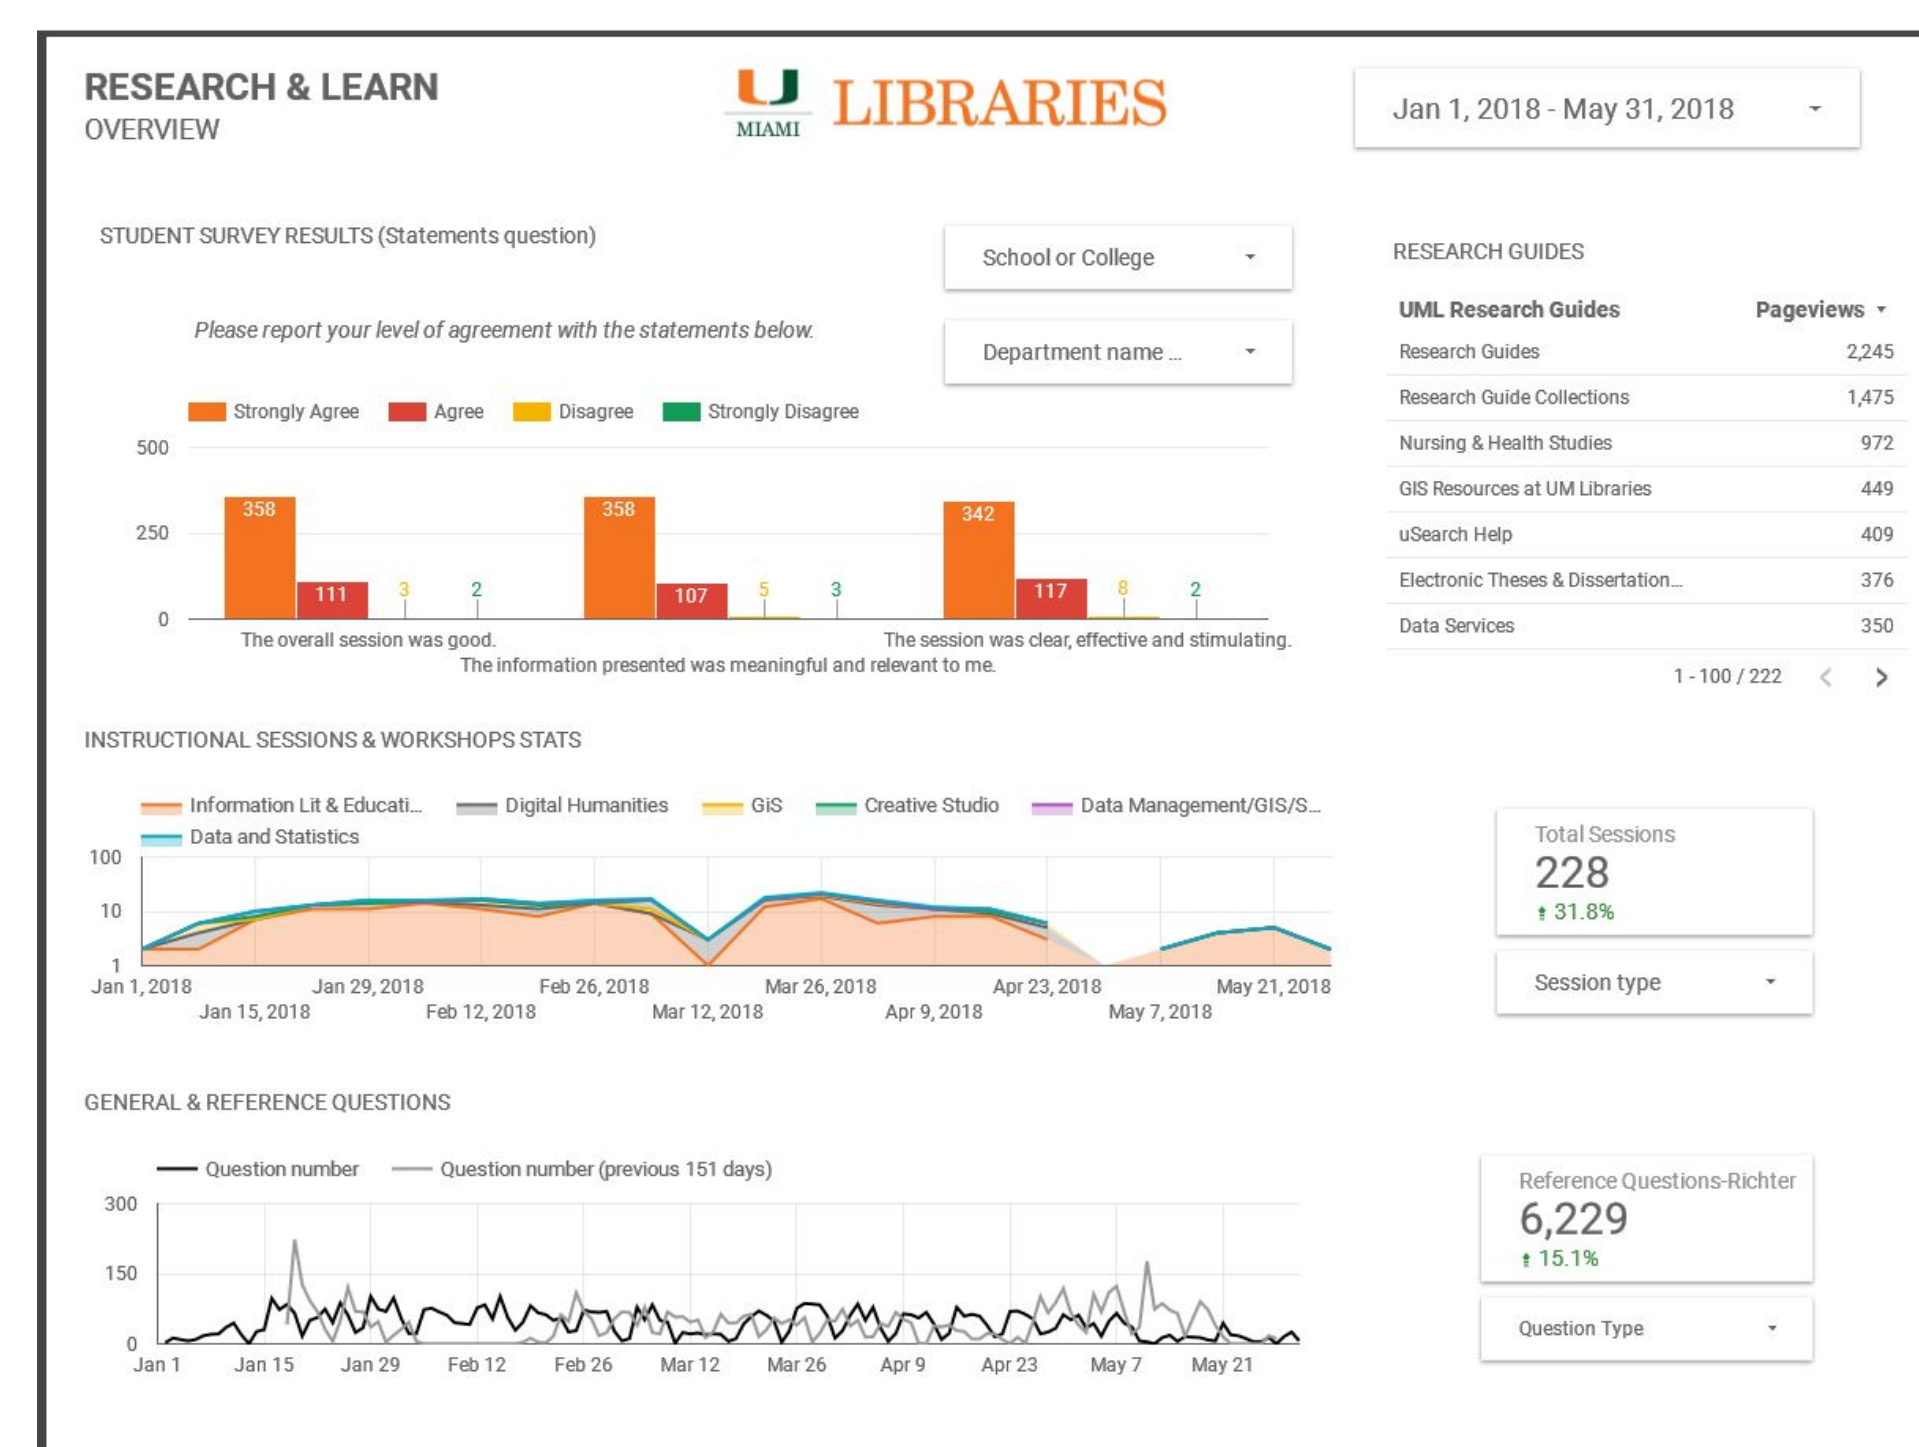 RESEARCH & LEARN
OVERVIEW
U
MIAMI
LIBRARIES
Jan 1, 2018 - May 31, 2018
STUDENT SURVEY RESULTS (Statements question)
School or College
Please report your level of agreement with the statements below.
Department name ...
Strongly Agree Agree Disagree Strongly Disagree
500
250
0
358 111 3 2
358 107 5 3
342 117 8 2
The overall session was good.
The information presented was meaningful and relevant to me.
The session was clear, effective and stimulating.
RESEARCH GUIDES
UML Research Guides Pageviews
Research Guides 2,245
Research Guide Collections 1,475
Nursing & Health Studies 972
GIS Resources at UM Libraries 449
uSearch Help 409
Electronic Theses & Dissertation... 376
Data Services 350
1 - 100 / 222
INSTRUCTIONAL SESSIONS & WORKSHOPS STATS
Information Lit & Educati... Digital Humanities GiS Creative Studio Data Management/GIS/S...
Data and Statistics
100
10
1
Jan 1, 2018 Jan 29, 2018 Feb 26, 2018 Mar 26, 2018 Apr 23, 2018 May 21, 2018
Jan 15, 2018 Feb 12, 2018 Mar 12, 2018 Apr 9, 2018 May 7, 2018
Total Sessions
228
31.8%
Session type
GENERAL & REFERENCE QUESTIONS
Question number Question number (previous 151 days)
300
150
0
Jan 1 Jan 15 Jan 29 Feb 12 Feb 26 Mar 12 Mar 26 Apr 9 Apr 23 May 7 May 21
Reference Questions-Richter
6,229
15.1%
Question Type